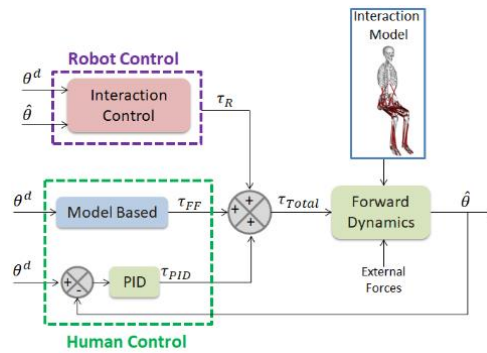 Interaction
Model
Robot Control
θ^d
θ̂
Interaction
Control
τ_R
θ^d
Model Based
τ_FF
+
+
+
τ_Total
Forward
Dynamics
θ̂
θ^d
+
-
PID
τ_PID
External
Forces
Human Control